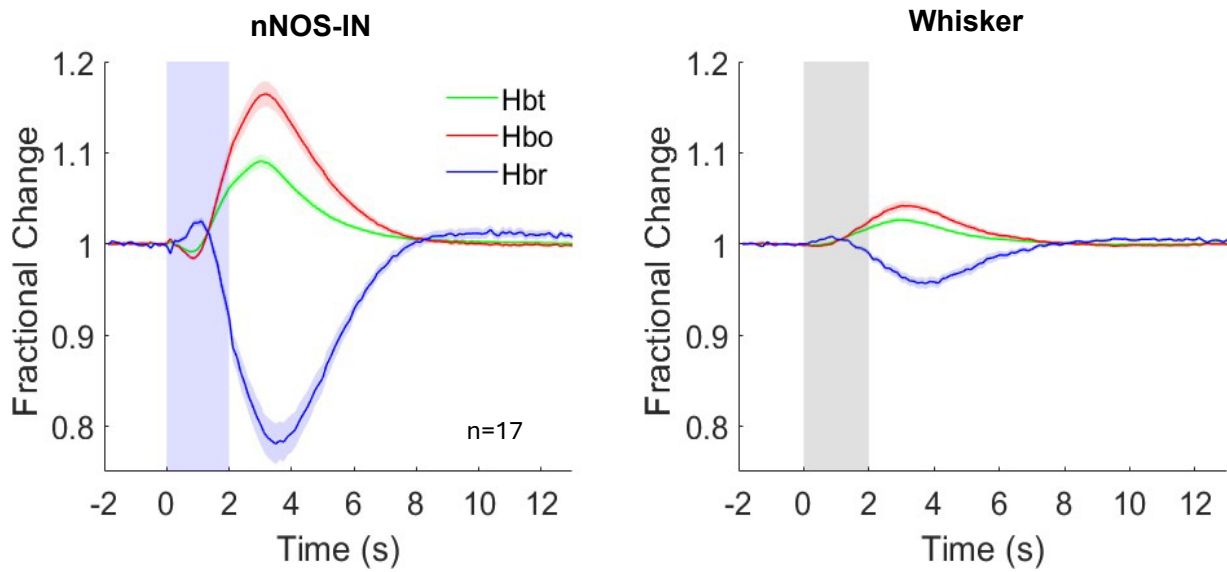 nNOS-IN
Fractional Change
1.2
1.1
1
0.9
0.8
Hbt
Hbo
Hbr
n=17
-2 0 2 4 6 8 10 12
Time (s)
Whisker
Fractional Change
1.2
1.1
1
0.9
0.8
-2 0 2 4 6 8 10 12
Time (s)